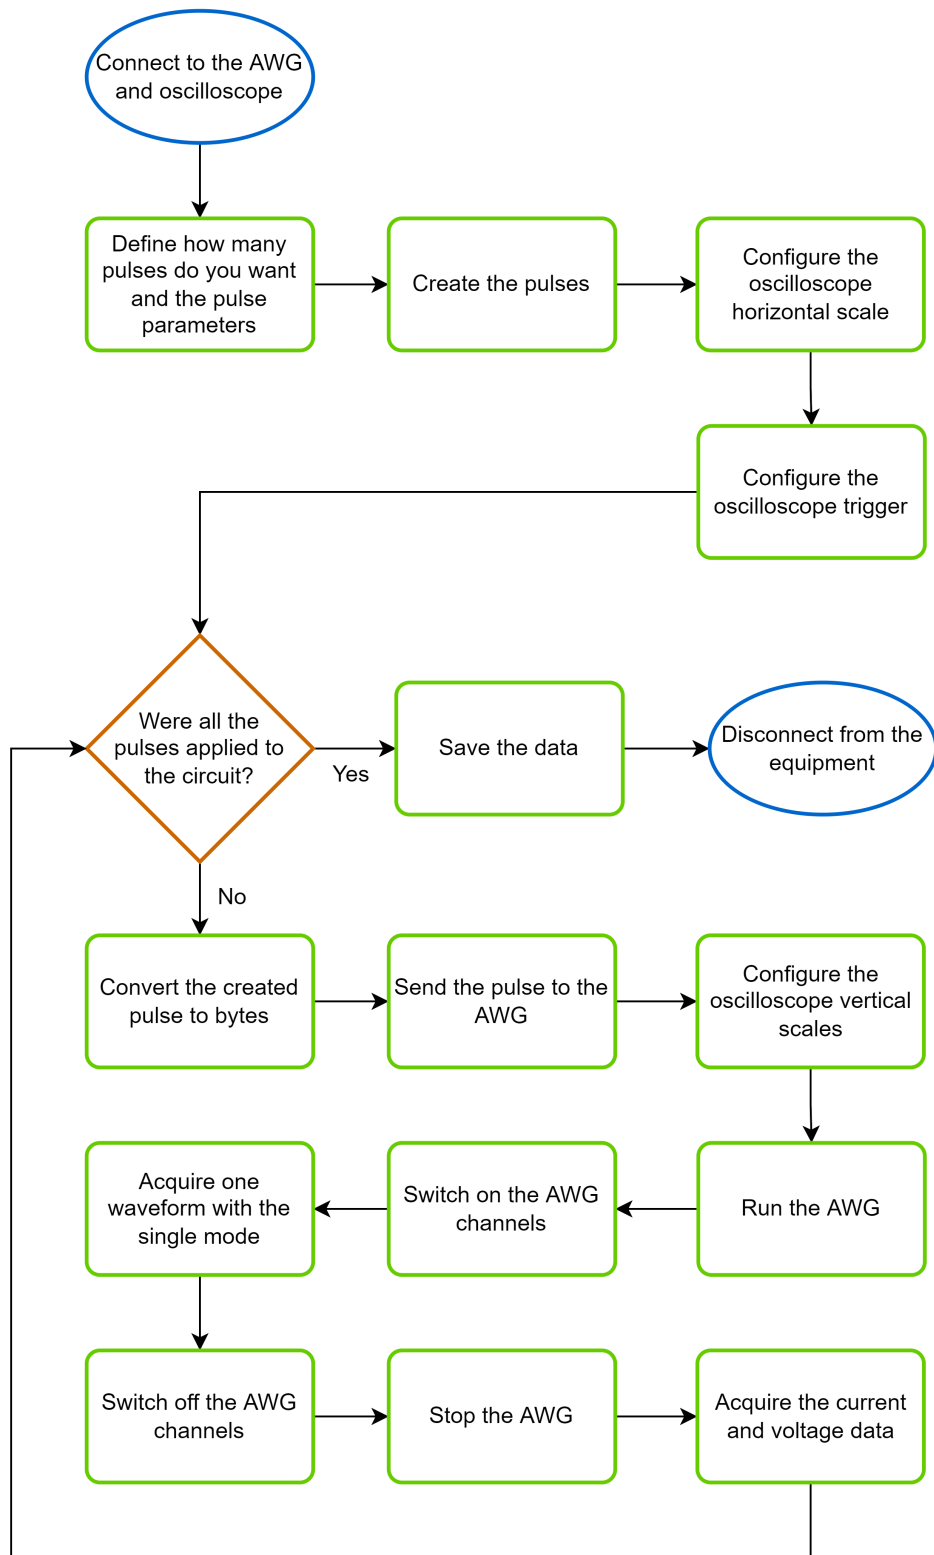 Connect to the AWG
and oscilloscope
Define how many
pulses do you want
and the pulse
parameters
Create the pulses
Configure the
oscilloscope
horizontal scale
Configure the
oscilloscope trigger
Were all the
pulses applied to
the circuit?
Yes
Save the data
Disconnect from the
equipment
No
Convert the created
pulse to bytes
Send the pulse to the
AWG
Configure the
oscilloscope vertical
scales
Run the AWG
Switch on the AWG
channels
Acquire one
waveform with the
single mode
Switch off the AWG
channels
Stop the AWG
Acquire the current
and voltage data